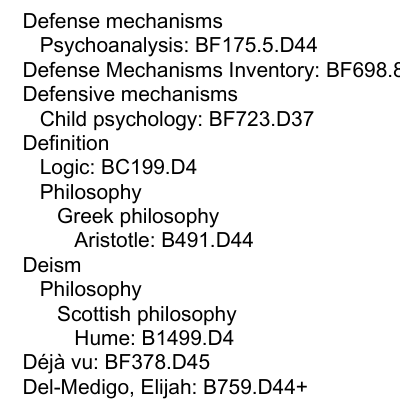 Defense mechanisms
Psychoanalysis: BF175.5.D44
Defense Mechanisms Inventory: BF698.8
Defensive mechanisms
Child psychology: BF723.D37
Definition
Logic: BC199.D4
Philosophy
Greek philosophy
Aristotle: B491.D44
Deism
Philosophy
Scottish philosophy
Hume: B1499.D4
Déjà vu: BF378.D45
Del-Medigo, Elijah: B759.D44+